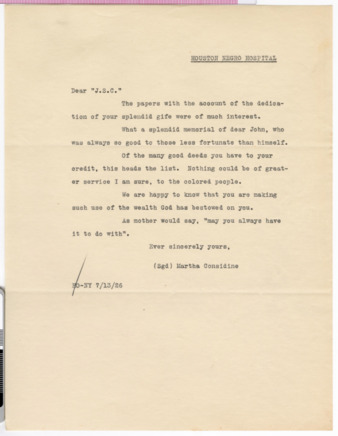 HOUSTON NEGRO HOSPITAL
Dear "J.S.C."
The papers with the account of the dedica-
tion of your splendid gift were of much interest.
What a splendid memorial of dear John, who
was always so good to those less fortunate than himself.
Of the many good deeds you have to your
credit, this heads the list. Nothing could be of great-
er service I am sure, to the colored people.
We are happy to know that you are making
such use of the wealth God has bestowed on you.
As mother would say, "may you always have
it to do with".
Ever sincerely yours,
(Sgd) Martha Considine
-NY 7/12/26